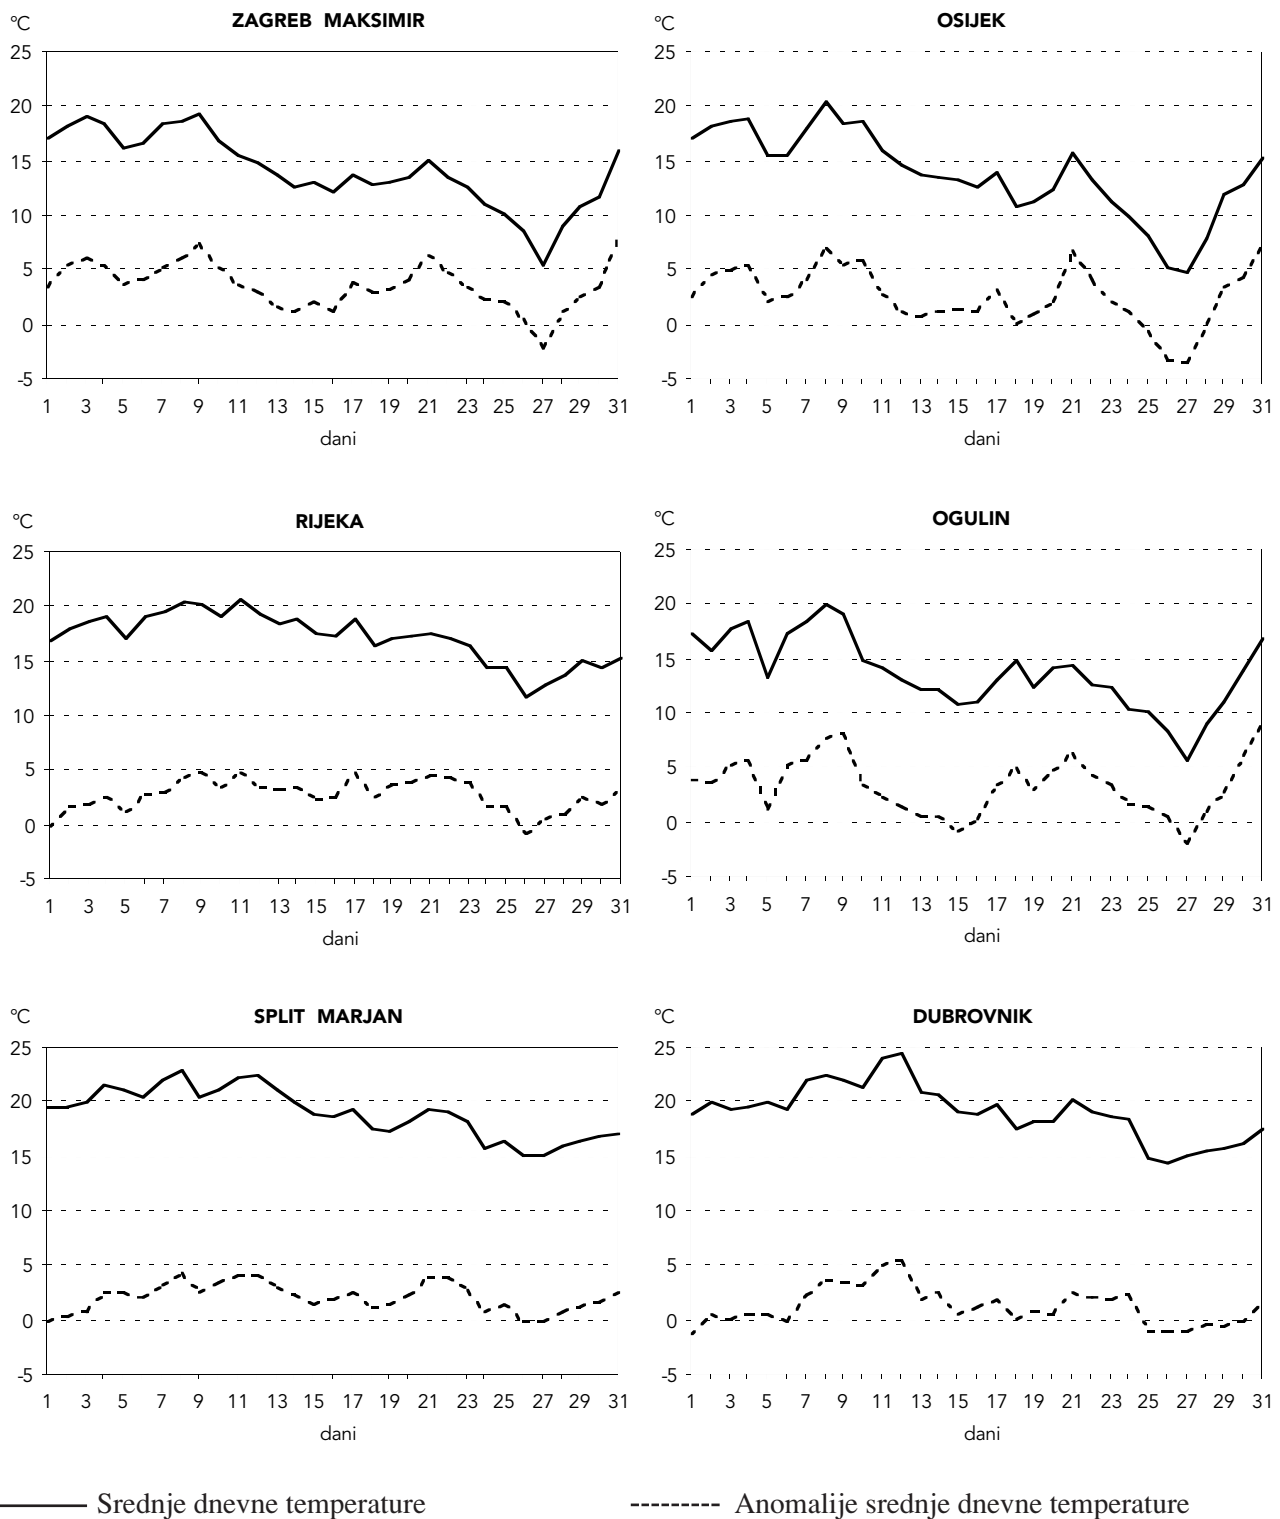 °C ZAGREB MAKSIMIR
25
20
15
10
5
0
-5
1 3 5 7 9 11 13 15 17 19 21 23 25 27 29 31
dani
°C OSIJEK
25
20
15
10
5
0
-5
1 3 5 7 9 11 13 15 17 19 21 23 25 27 29 31
dani
°C RIJEKA
25
20
15
10
5
0
-5
1 3 5 7 9 11 13 15 17 19 21 23 25 27 29 31
dani
°C OGULIN
25
20
15
10
5
0
-5
1 3 5 7 9 11 13 15 17 19 21 23 25 27 29 31
dani
°C SPLIT MARJAN
25
20
15
10
5
0
-5
1 3 5 7 9 11 13 15 17 19 21 23 25 27 29 31
dani
°C DUBROVNIK
25
20
15
10
5
0
-5
1 3 5 7 9 11 13 15 17 19 21 23 25 27 29 31
dani
Srednje dnevne temperature
Anomalije srednje dnevne temperature